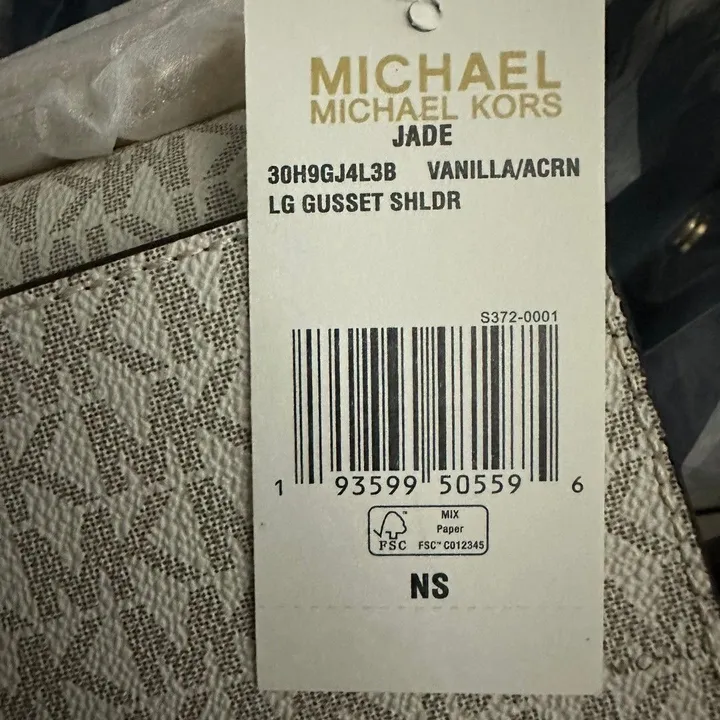 MICHAEL
MICHAEL KORS
JADE
30H9GJ4L3B VANILLA/ACRN
LG GUSSET SHLDR
S372-0001
1 93599 50559 6
FSC™
MIX
Paper
FSC™ C012345
NS